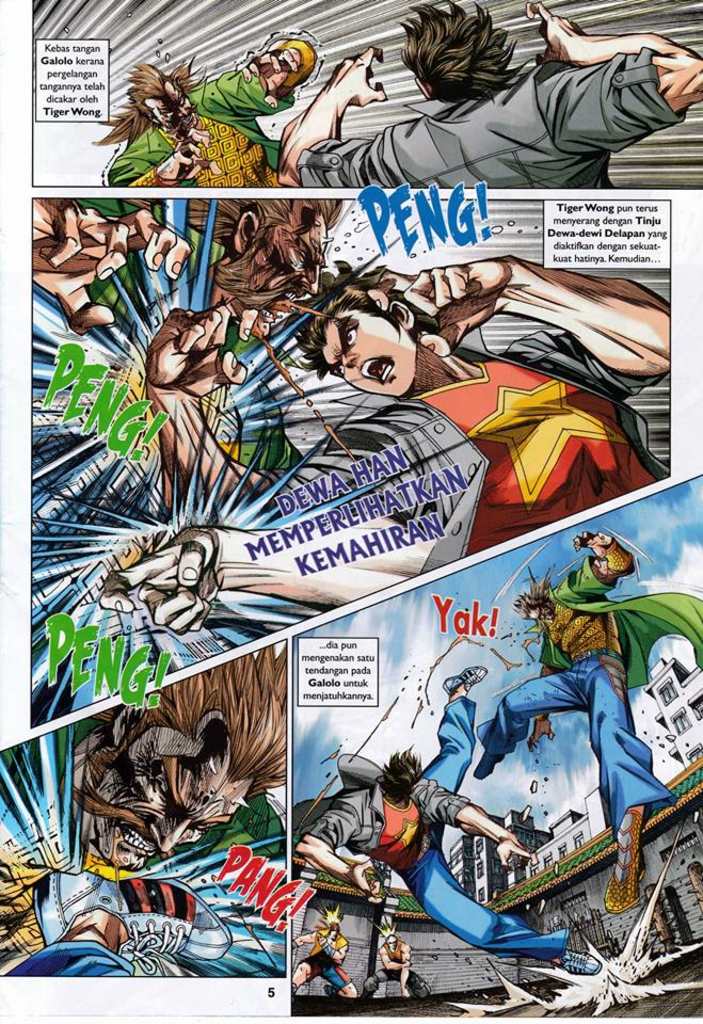 Kebas tangan
Galolo kerana
pergelangan
tangannya telah
dicakar oleh
Tiger Wong.
PENG!
Tiger Wong pun terus
menyerang dengan Tinju
Dewa-dewi Delapan yang
diaktifkan dengan sekuat-
kuat hatinya. Kemudian...
PENG!
DEWA HAN
MEMPERLIHATKAN
KEMAHIRAN
PENG!
Yak!
...dia pun
mengenakan satu
tendangan pada
Galolo untuk
menjatuhkannya.
PANG!
5